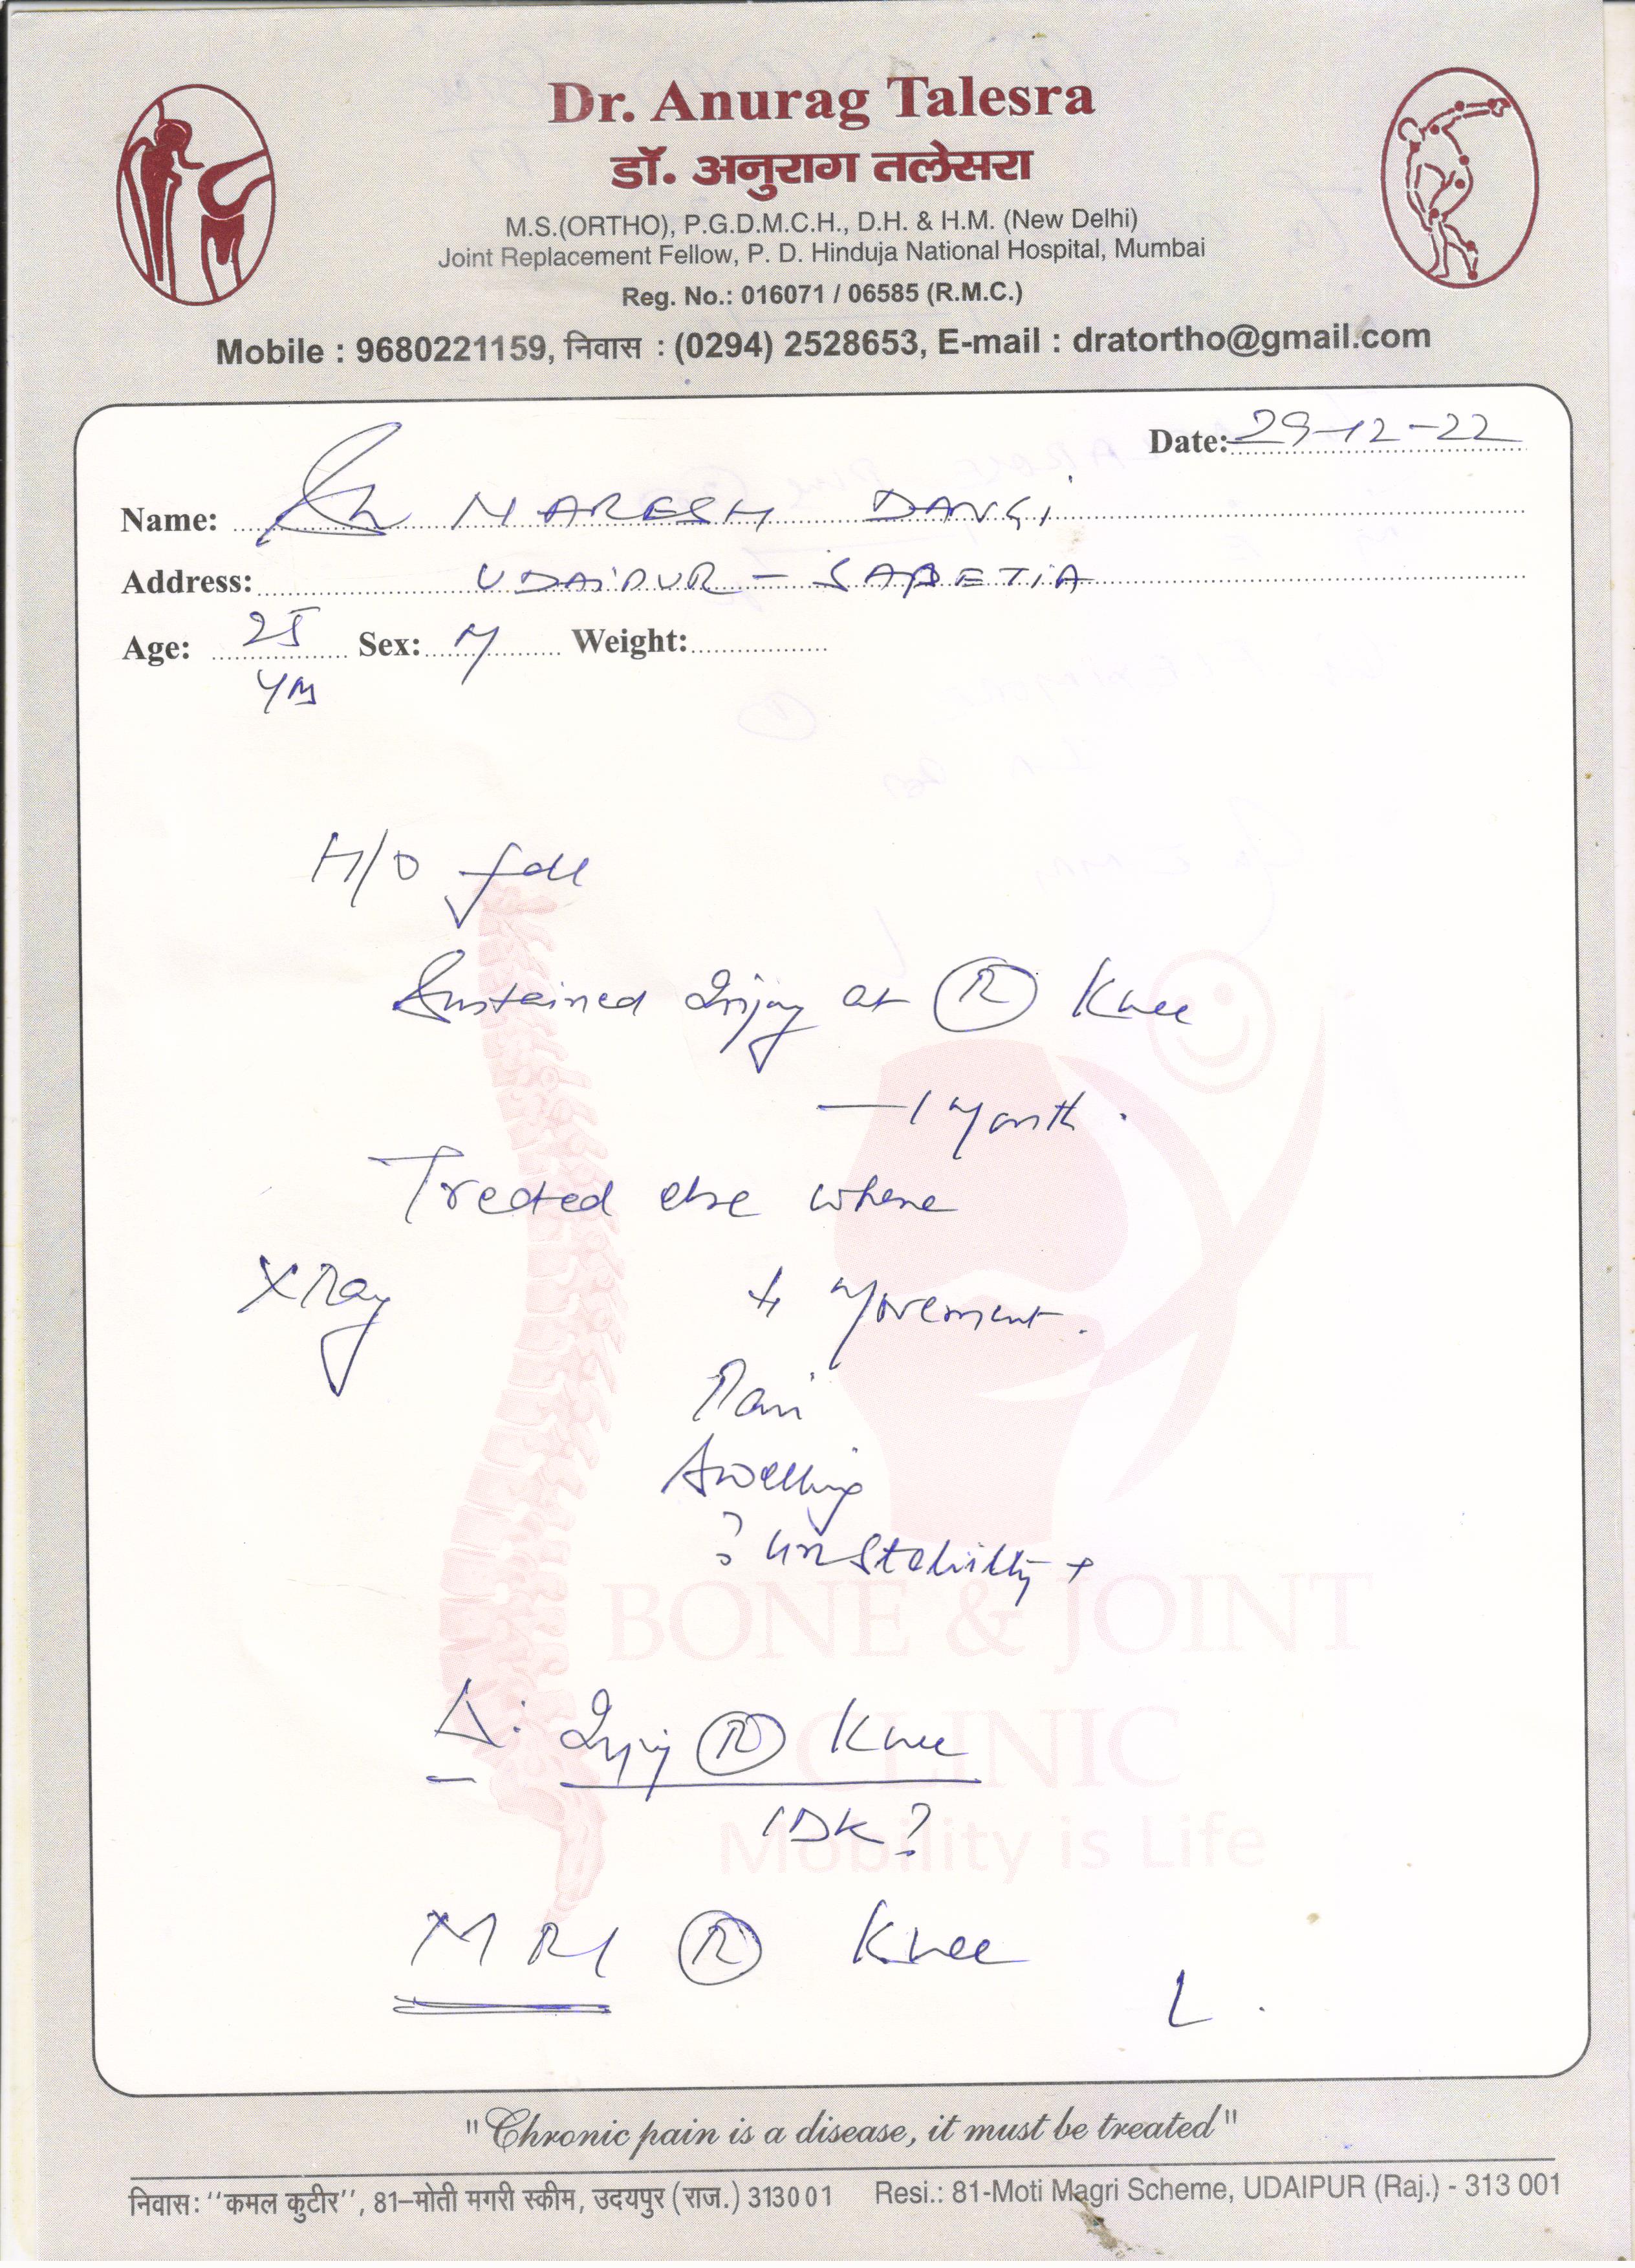 Dr. Anurag Talesra
डॉ. अनुराग तलेसरा
M.S.(ORTHO), P.G.D.M.C.H., D.H. & H.M. (New Delhi)
Joint Replacement Fellow, P. D. Hinduja National Hospital, Mumbai
Reg. No.: 016071 / 06585 (R.M.C.)
Mobile : 9680221159, निवास : (0294) 2528653, E-mail : dratortho@gmail.com
Date: 29-12-22
Name: NARESH DANGi
Address: UDAiPUR -
Age: 25 Sex: M Weight:
H/O fall
Sustained Injury at (R) Knee
— 1 Month.
Treated else where
X Ray
Movement.
Pain
Swelling
? unstability +
BONE & JOINT
Δ: Injury (R) Knee
CLINIC
IDK?
Mobility is Life
MRI (R) Knee
"Chronic pain is a disease, it must be treated"
निवास: ''कमल कुटीर'', 81–मोती मगरी स्कीम, उदयपुर (राज.) 313001 Resi.: 81-Moti Magri Scheme, UDAIPUR (Raj.) - 313 001